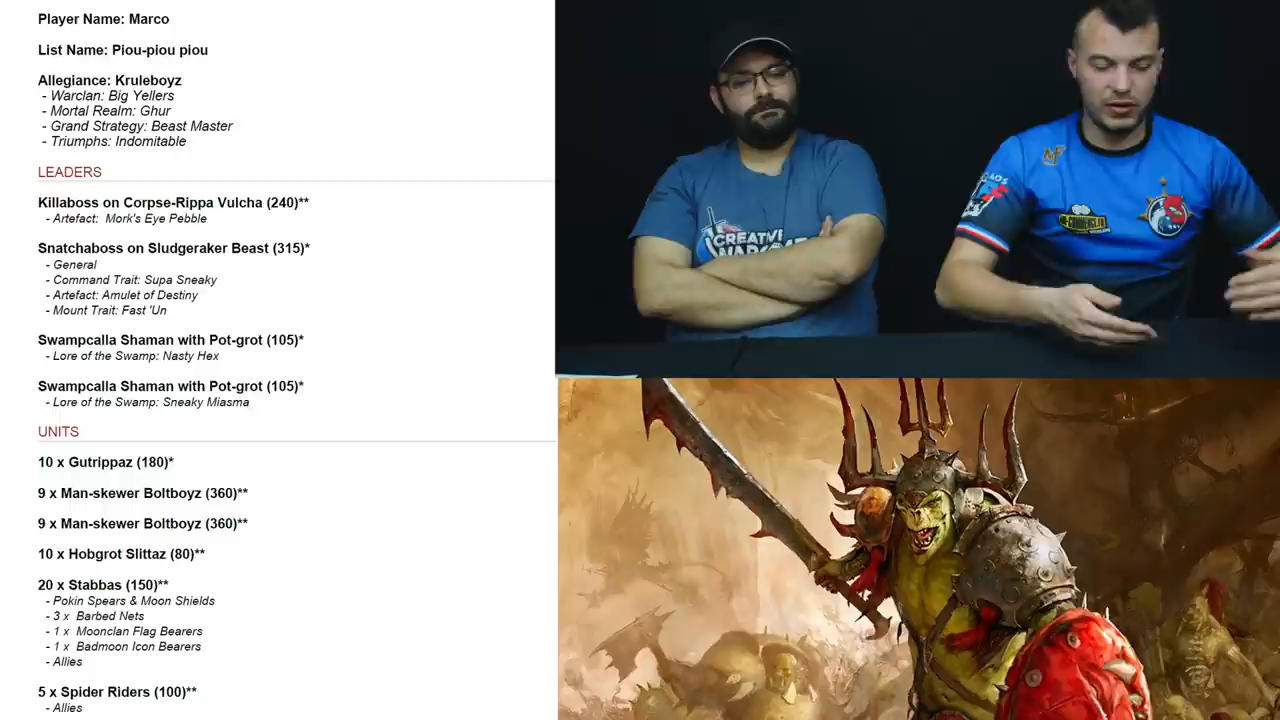 Player Name: Marco
List Name: Piou-piou piou
Allegiance: Kruleboyz
- Warclan: Big Yellers
- Mortal Realm: Ghur
- Grand Strategy: Beast Master
- Triumphs: Indomitable
LEADERS
Killaboss on Corpse-Rippa Vulcha (240)**
- Artefact: Mork's Eye Pebble
Snatchaboss on Sludgeraker Beast (315)*
- General
- Command Trait: Supa Sneaky
- Artefact: Amulet of Destiny
- Mount Trait: Fast 'Un
Swampcalla Shaman with Pot-grot (105)*
- Lore of the Swamp: Nasty Hex
Swampcalla Shaman with Pot-grot (105)*
- Lore of the Swamp: Sneaky Miasma
UNITS
10 x Gutrippaz (180)*
9 x Man-skewer Boltboyz (360)**
9 x Man-skewer Boltboyz (360)**
10 x Hobgrot Slittaz (80)**
20 x Stabbas (150)**
- Pokin Spears & Moon Shields
- 3 x Barbed Nets
- 1 x Moonclan Flag Bearers
- 1 x Badmoon Icon Bearers
- Allies
5 x Spider Riders (100)**
- Allies
CREATIVE